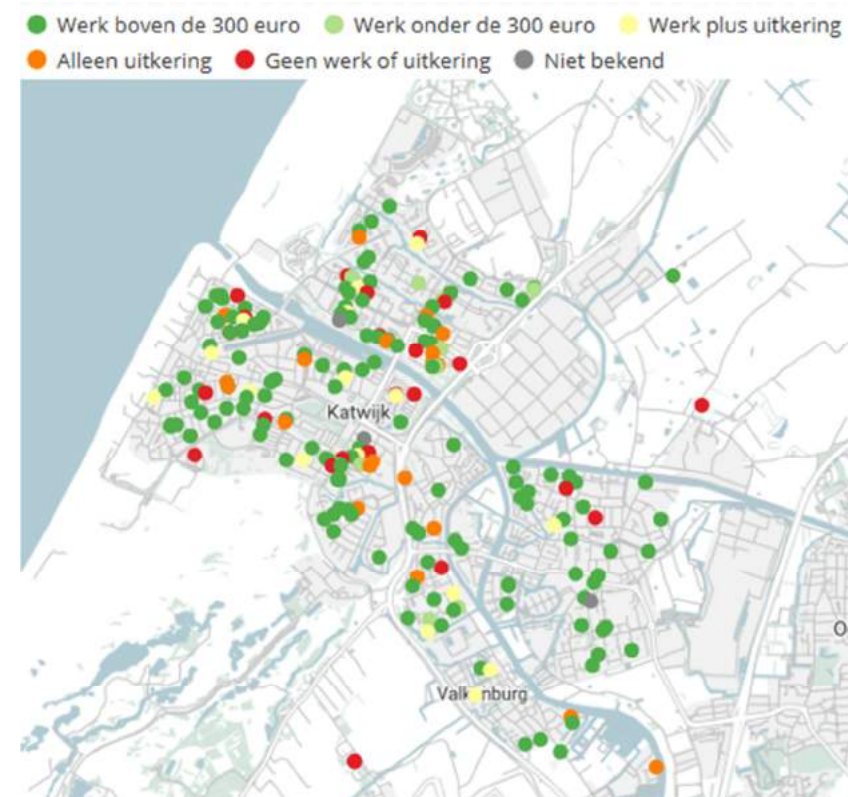 Werk boven de 300 euro Werk onder de 300 euro Werk plus uitkering
Alleen uitkering Geen werk of uitkering Niet bekend
Katwijk
O
Valkenburg